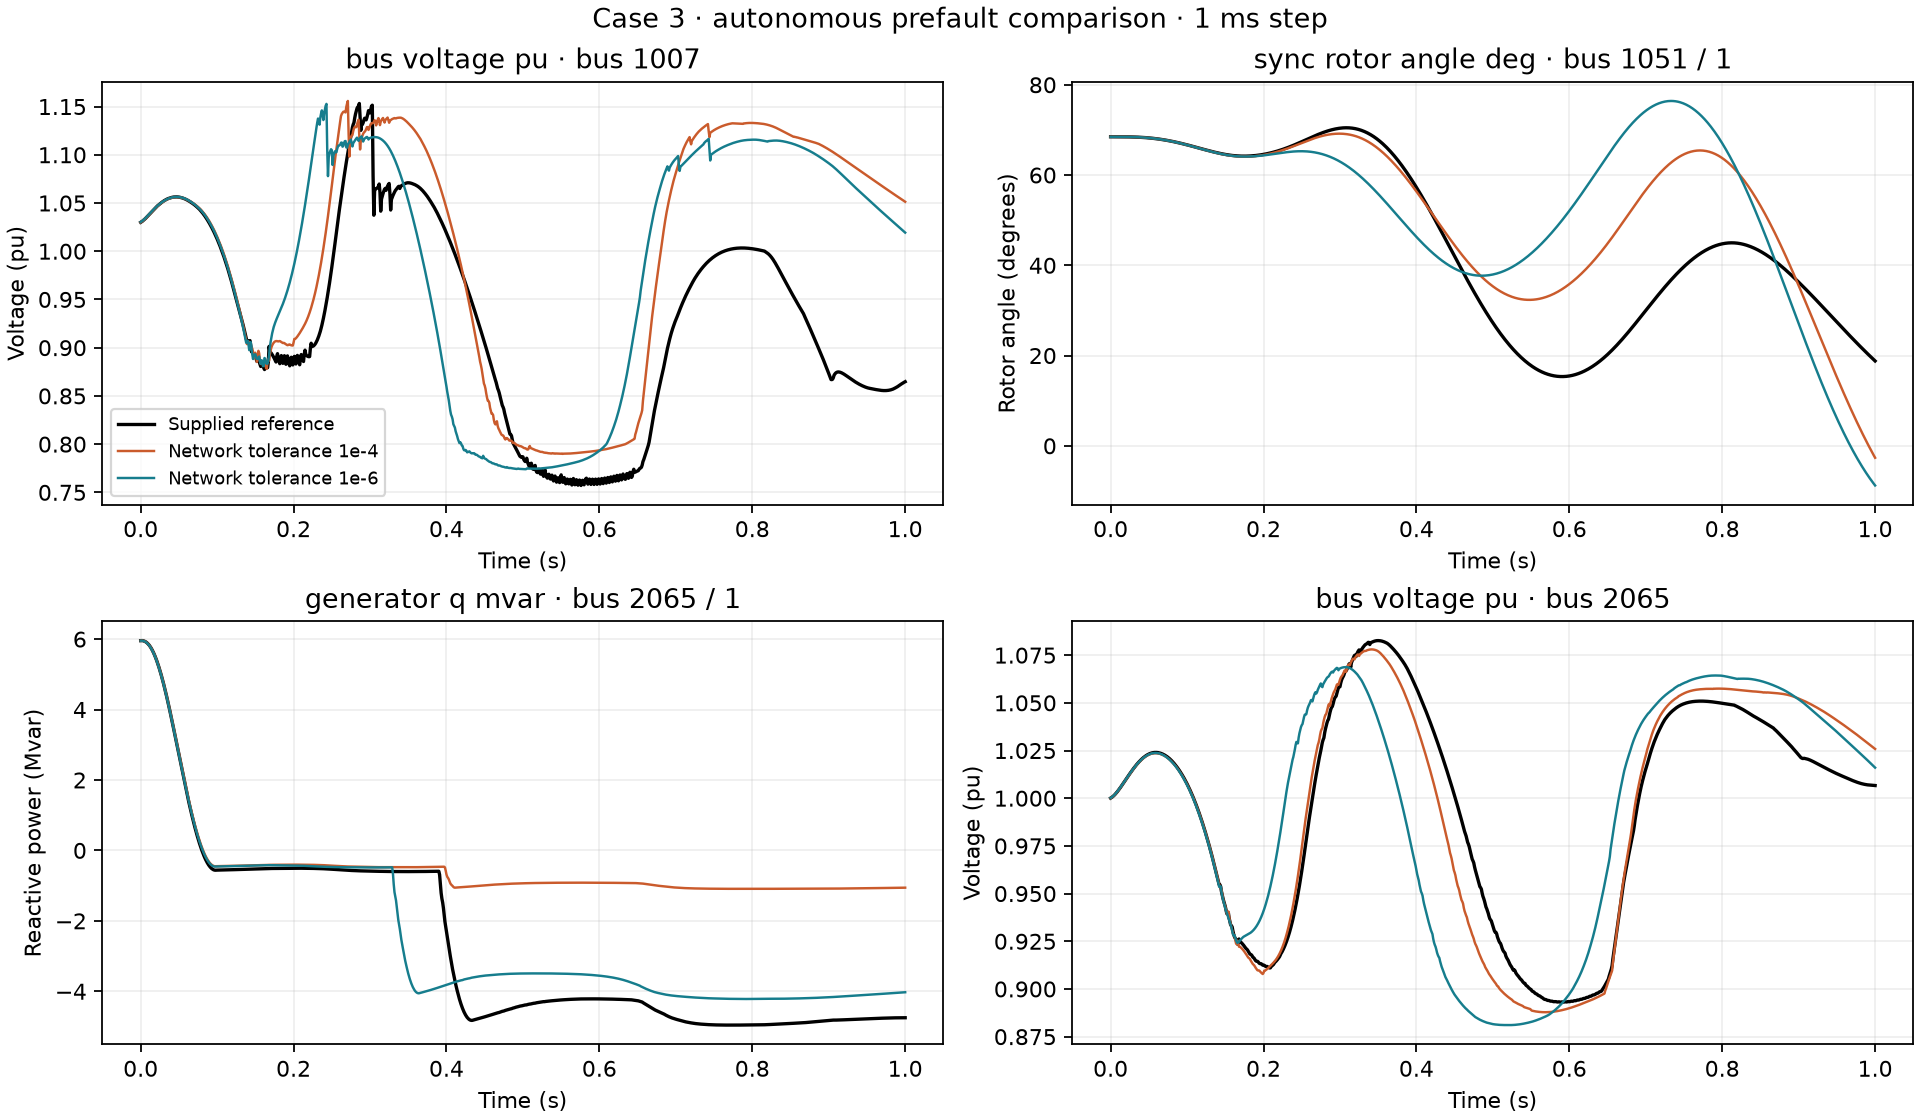 Case 3 · autonomous prefault comparison · 1 ms step
bus voltage pu · bus 1007
1.15
1.10
1.05
1.00
0.95
0.90
0.85
0.80
0.75
Voltage (pu)
Supplied reference
Network tolerance 1e-4
Network tolerance 1e-6
0.0 0.2 0.4 0.6 0.8 1.0
Time (s)
sync rotor angle deg · bus 1051 / 1
80
60
40
20
0
Rotor angle (degrees)
0.0 0.2 0.4 0.6 0.8 1.0
Time (s)
generator q mvar · bus 2065 / 1
6
4
2
0
−2
−4
Reactive power (Mvar)
0.0 0.2 0.4 0.6 0.8 1.0
Time (s)
bus voltage pu · bus 2065
1.075
1.050
1.025
1.000
0.975
0.950
0.925
0.900
0.875
Voltage (pu)
0.0 0.2 0.4 0.6 0.8 1.0
Time (s)